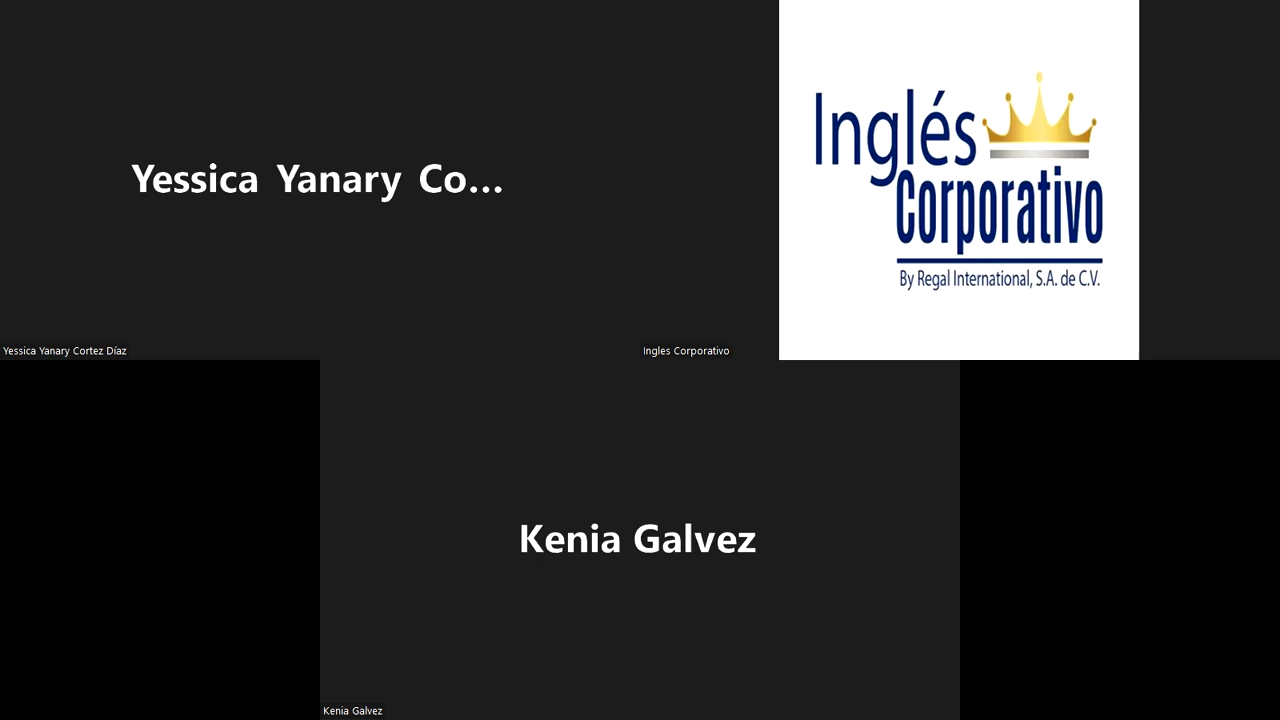 Yessica Yanary Co...
Yessica Yanary Cortez Díaz
Inglés
Corporativo
By Regal International, S.A. de C.V.
Ingles Corporativo
Kenia Galvez
Kenia Galvez